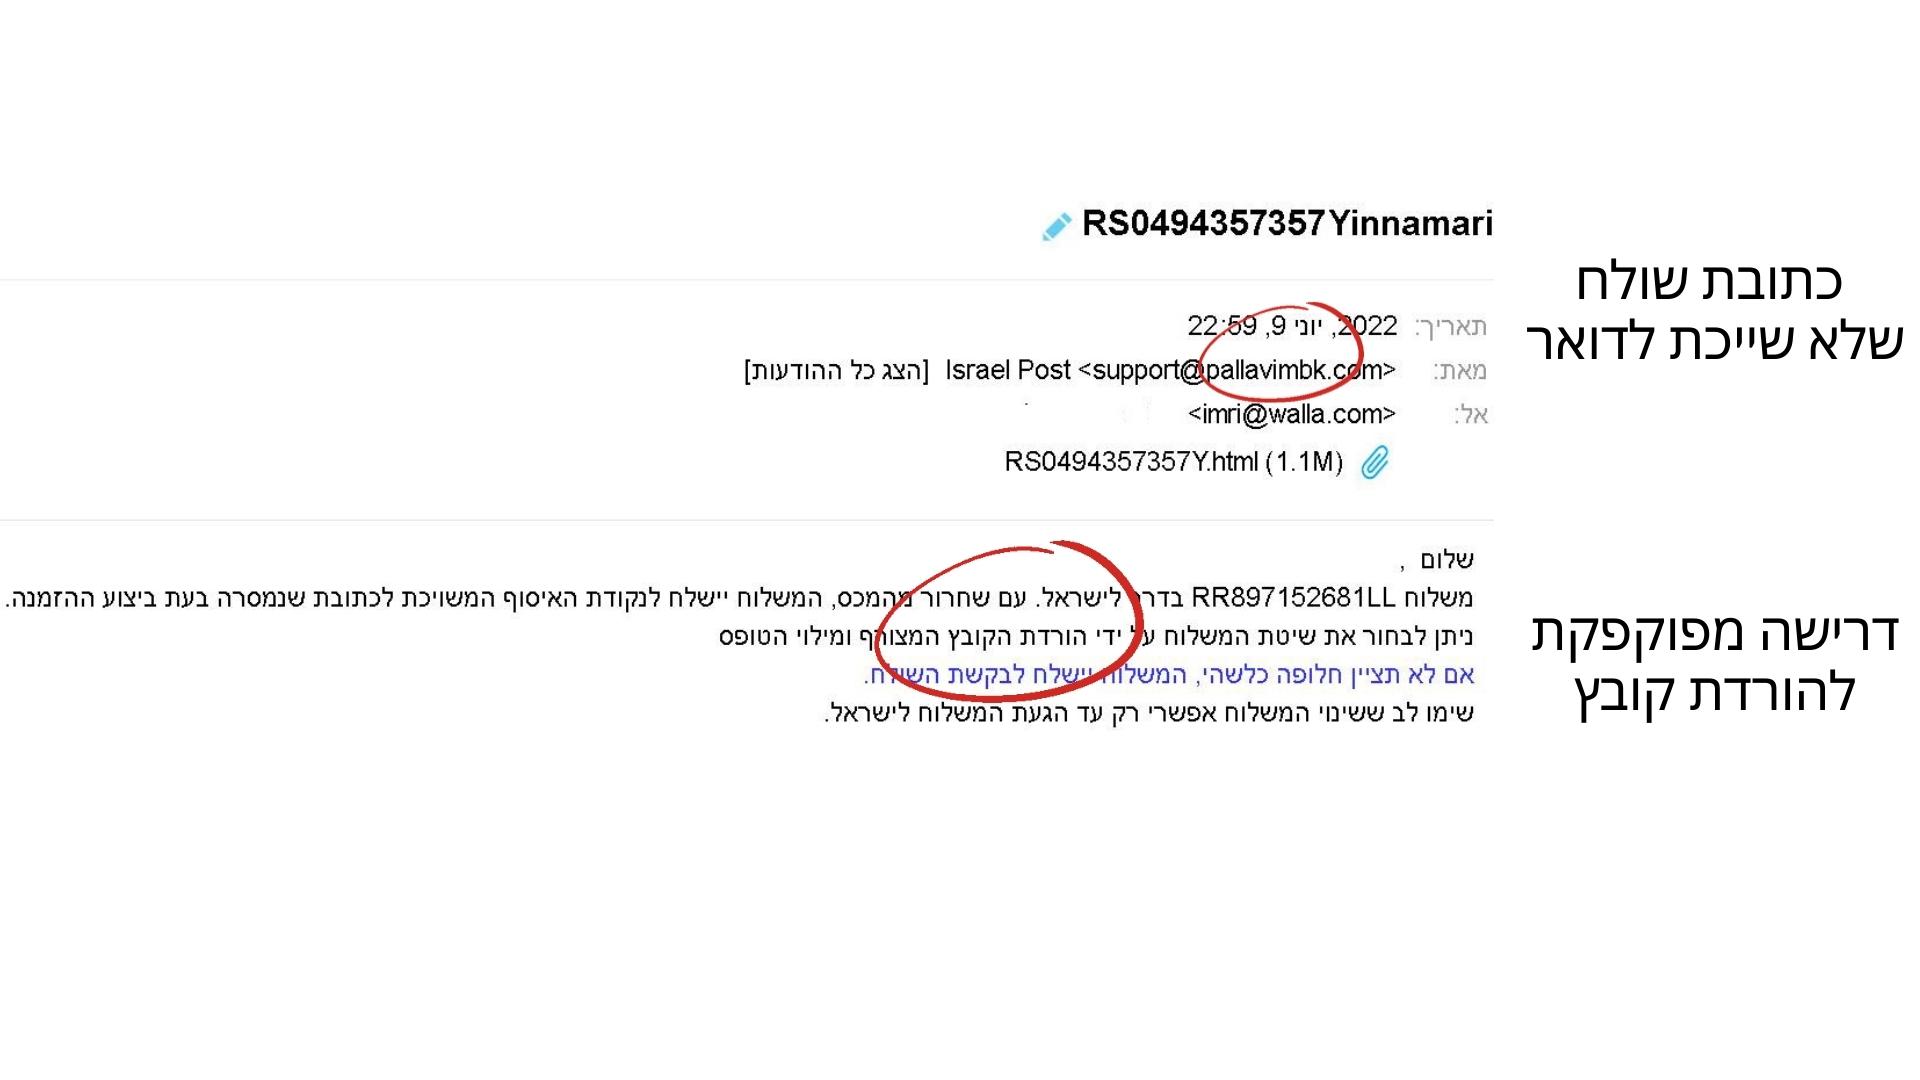 RS0494357357Yinnamari
כתובת שולח
שלא שייכת לדואר
תאריך: 2022, יוני 9, 22:59
מאת: Israel Post <support@pallavimbk.com> [הצג כל ההודעות]
אל: <imri@walla.com>
RS0494357357Y.html (1.1M)
שלום ,
משלוח RR897152681LL בדרך לישראל. עם שחרור מהמכס, המשלוח יישלח לנקודת האיסוף המשויכת לכתובת שנמסרה בעת ביצוע ההזמנה.
ניתן לבחור את שיטת המשלוח על ידי הורדת הקובץ המצורף ומילוי הטופס
אם לא תציין חלופה כלשהי, המשלוח יישלח לבקשת השולח.
שימו לב ששינוי המשלוח אפשרי רק עד הגעת המשלוח לישראל.
דרישה מפוקפקת
להורדת קובץ